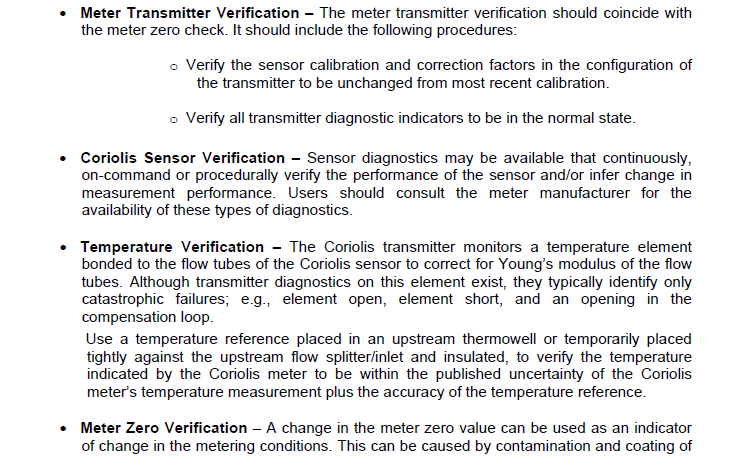 • Meter Transmitter Verification – The meter transmitter verification should coincide with
the meter zero check. It should include the following procedures:
o Verify the sensor calibration and correction factors in the configuration of
the transmitter to be unchanged from most recent calibration.
o Verify all transmitter diagnostic indicators to be in the normal state.
• Coriolis Sensor Verification – Sensor diagnostics may be available that continuously,
on-command or procedurally verify the performance of the sensor and/or infer change in
measurement performance. Users should consult the meter manufacturer for the
availability of these types of diagnostics.
• Temperature Verification – The Coriolis transmitter monitors a temperature element
bonded to the flow tubes of the Coriolis sensor to correct for Young's modulus of the flow
tubes. Although transmitter diagnostics on this element exist, they typically identify only
catastrophic failures; e.g., element open, element short, and an opening in the
compensation loop.
Use a temperature reference placed in an upstream thermowell or temporarily placed
tightly against the upstream flow splitter/inlet and insulated, to verify the temperature
indicated by the Coriolis meter to be within the published uncertainty of the Coriolis
meter's temperature measurement plus the accuracy of the temperature reference.
• Meter Zero Verification – A change in the meter zero value can be used as an indicator
of change in the metering conditions. This can be caused by contamination and coating of